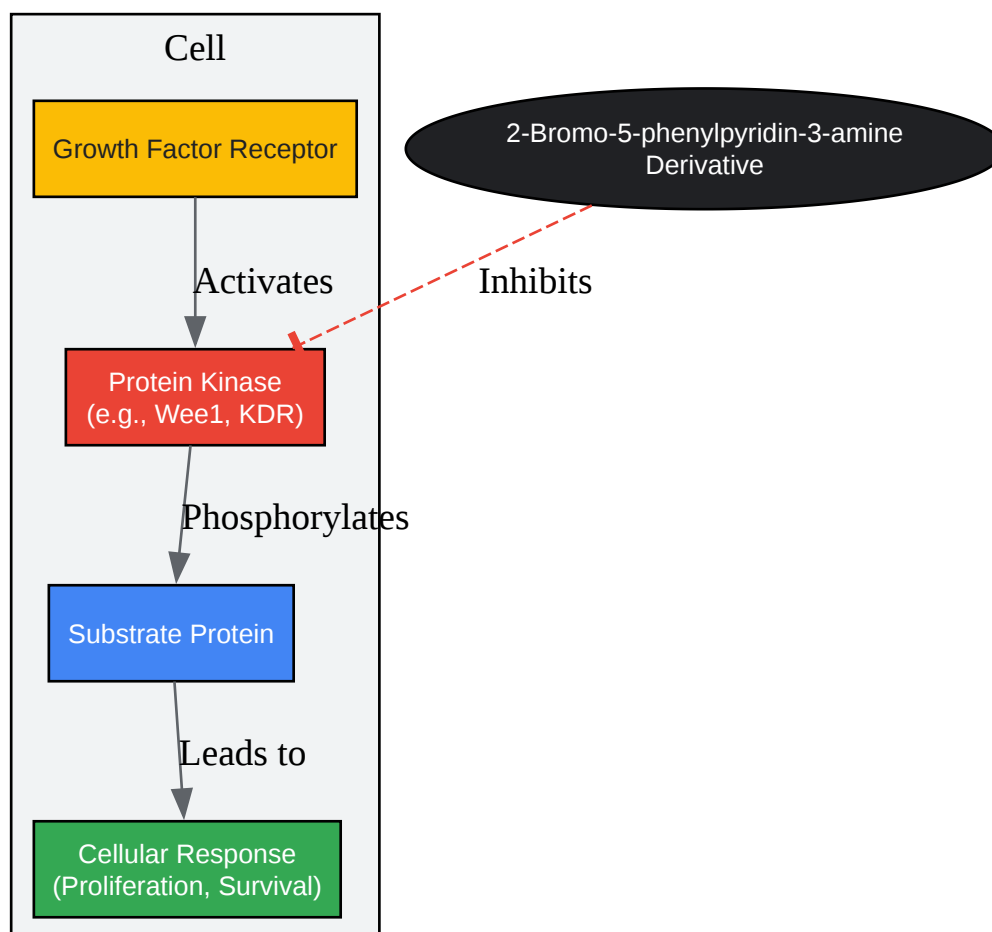 Cell
Growth Factor Receptor
2-Bromo-5-phenylpyridin-3-amine
Derivative
Activates
Inhibits
Protein Kinase
(e.g., Wee1, KDR)
Phosphorylates
Substrate Protein
Leads to
Cellular Response
(Proliferation, Survival)